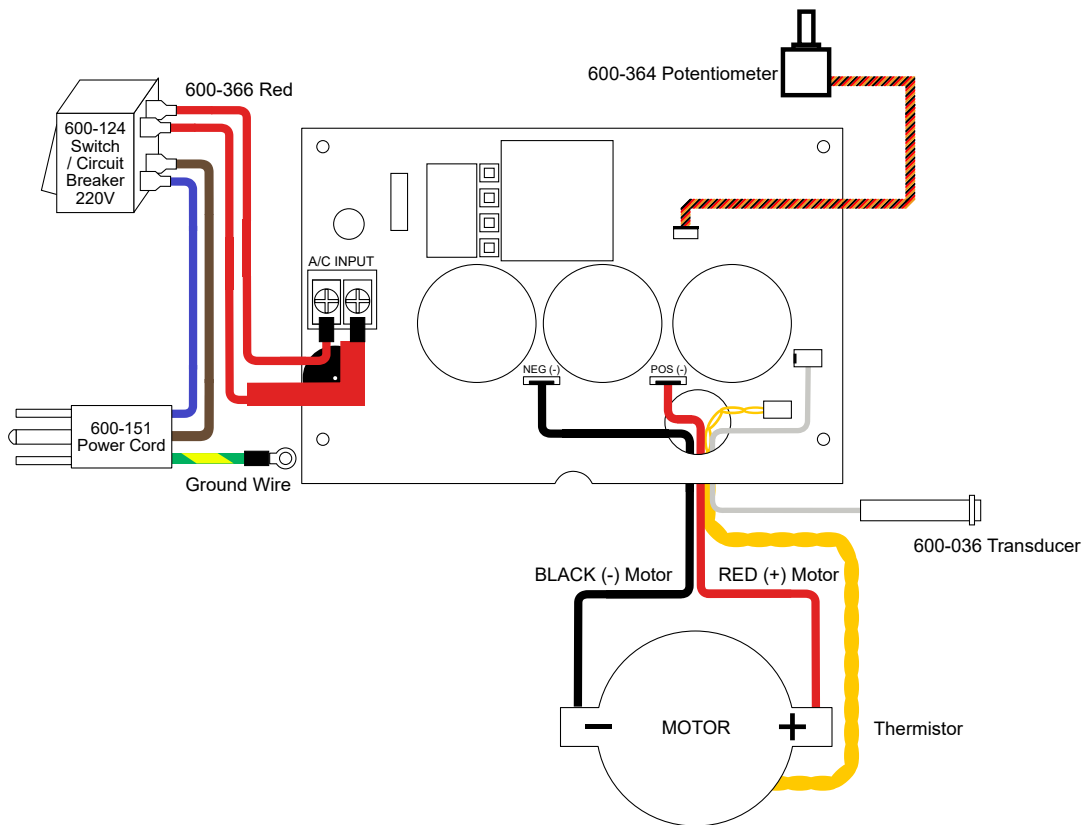 600-364 Potentiometer
600-366 Red
600-124
Switch
/ Circuit
Breaker
220V
A/C INPUT
NEG (-)
POS (-)
600-151
Power Cord
Ground Wire
600-036 Transducer
BLACK (-) Motor
RED (+) Motor
− MOTOR +
Thermistor